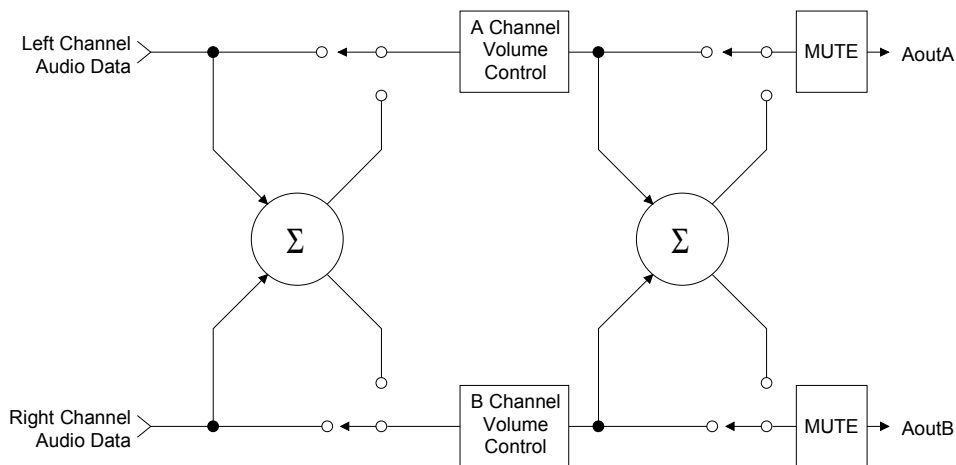 Left Channel
Audio Data
A Channel
Volume
Control
MUTE
AoutA
Σ
Σ
Right Channel
Audio Data
B Channel
Volume
Control
MUTE
AoutB